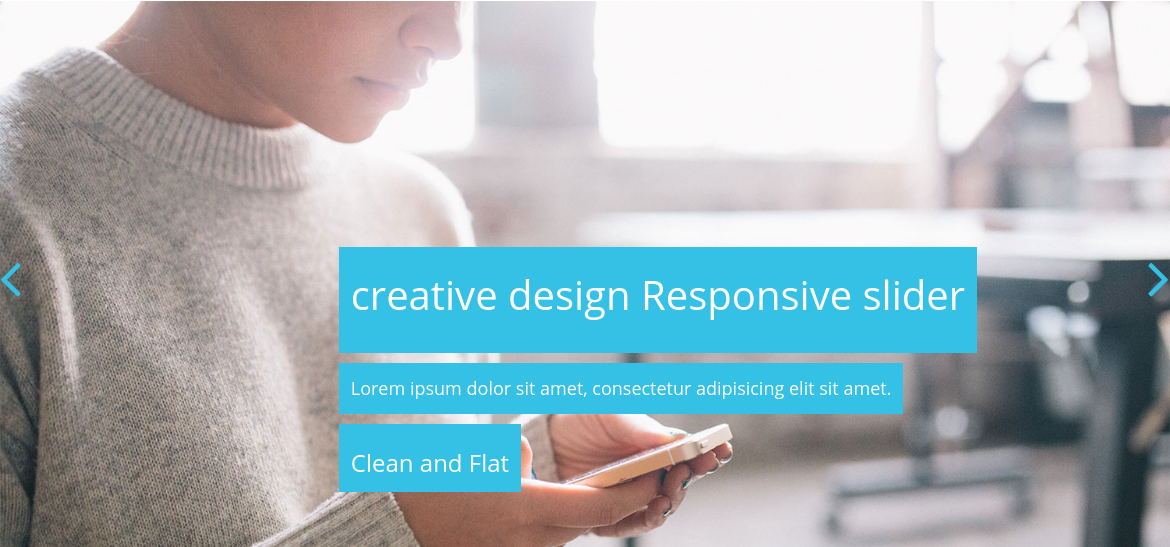 creative design Responsive slider
Lorem ipsum dolor sit amet, consectetur adipisicing elit sit amet.
Clean and Flat